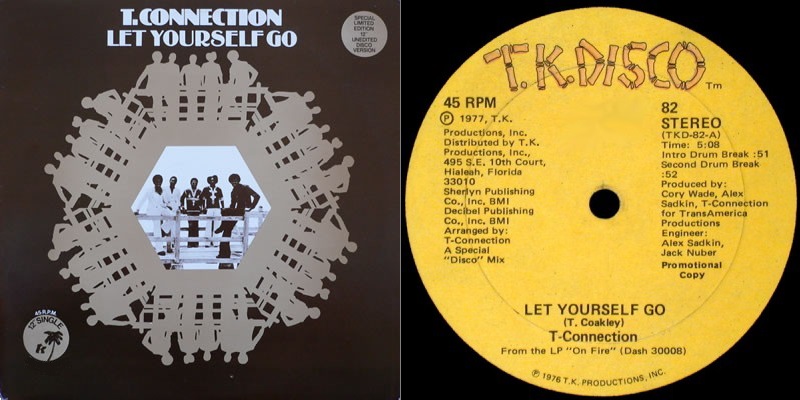 T.CONNECTION
LET YOURSELF GO
SPECIAL
LIMITED
EDITION
12"
UNEDITED
DISCO
VERSION
45 R.P.M.
12" SINGLE
T.K. DISCO
TM
45 RPM
Ⓟ 1977, T.K.
Productions, Inc.
Distributed by T.K.
Productions, Inc.,
495 S.E. 10th Court,
Hialeah, Florida
33010
Sherlyn Publishing
Co., Inc. BMI
Decibel Publishing
Co., Inc. BMI
Arranged by:
T-Connection
A Special
"Disco" Mix
82
STEREO
(TKD-82-A)
Time: 5:08
Intro Drum Break :51
Second Drum Break
:52
Produced by:
Cory Wade, Alex
Sadkin, T-Connection
for TransAmerica
Productions
Engineer:
Alex Sadkin,
Jack Nuber
Promotional
Copy
LET YOURSELF GO
(T. Coakley)
T-Connection
From the LP "On Fire" (Dash 30008)
Ⓟ 1976 T.K. PRODUCTIONS, INC.